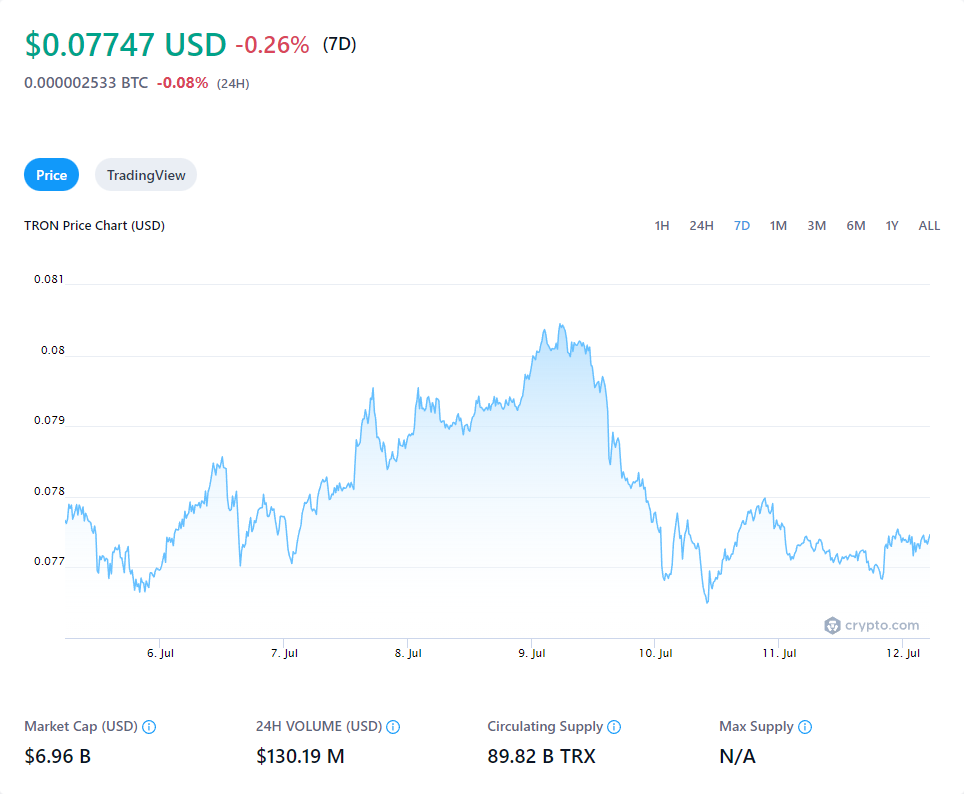 $0.07747 USD -0.26% (7D)
0.000002533 BTC -0.08% (24H)
Price TradingView
TRON Price Chart (USD) 1H 24H 7D 1M 3M 6M 1Y ALL
0.081
0.08
0.079
0.078
0.077
crypto.com
6. Jul 7. Jul 8. Jul 9. Jul 10. Jul 11. Jul 12. Jul
Market Cap (USD) 24H VOLUME (USD) Circulating Supply Max Supply
$6.96 B $130.19 M 89.82 B TRX N/A